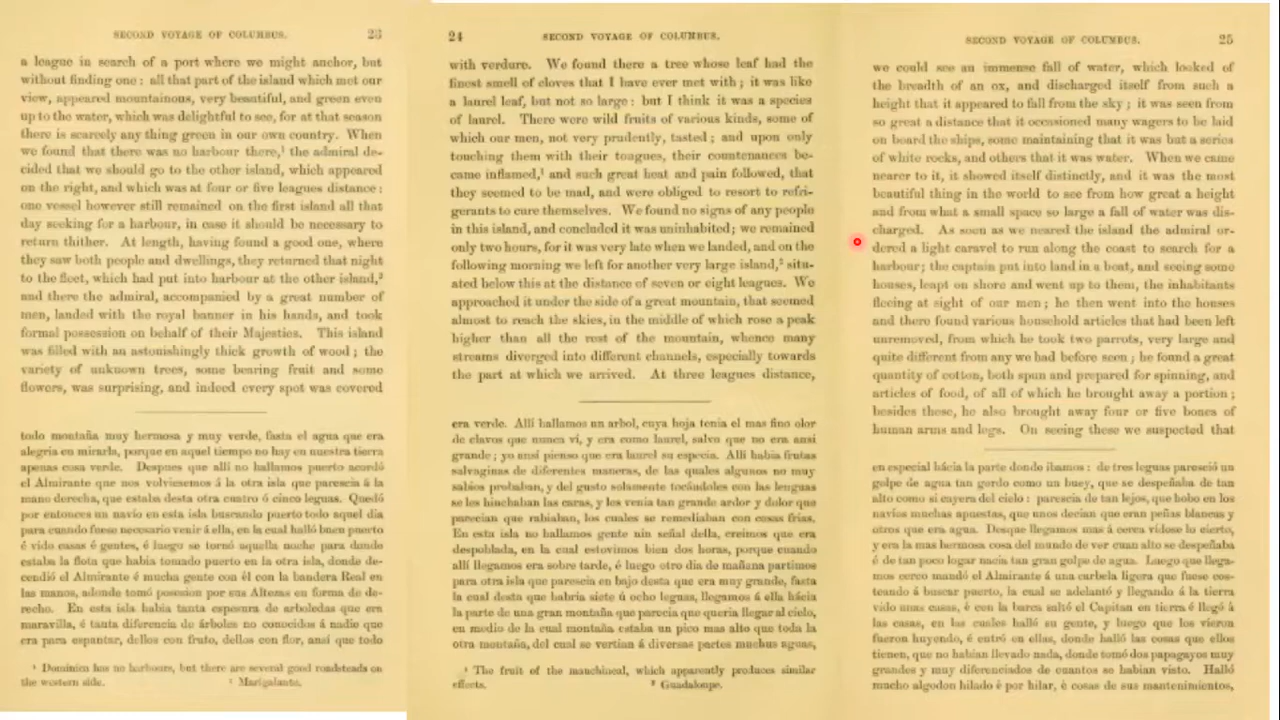 SECOND VOYAGE OF COLUMBUS. 23
a league in search of a port where we might anchor, but
without finding one: all that part of the island which met our
view, appeared mountainous, very beautiful, and green even
up to the water, which was delightful to see, for at that season
there is scarcely any thing green in our own country. When
we found that there was no harbour there,¹ the admiral de-
cided that we should go to the other island, which appeared
on the right, and which was at four or five leagues distance:
one vessel however still remained on the first island all that
day seeking for a harbour, in case it should be necessary to
return thither. At length, having found a good one, where
they saw both people and dwellings, they returned that night
to the fleet, which had put into harbour at the other island,²
and there the admiral, accompanied by a great number of
men, landed with the royal banner in his hands, and took
formal possession on behalf of their Majesties. This island
was filled with an astonishingly thick growth of wood; the
variety of unknown trees, some bearing fruit and some
flowers, was surprising, and indeed every spot was covered
todo montaña muy hermosa y muy verde, fasta el agua que era
alegria en mirarla, porque en aquel tiempo no hay en nuestra tierra
apenas cosa verde. Despues que allí no hallamos puerto acordó
el Almirante que nos volviesemos á la otra isla que parescia á la
mano derecha, que estaba desta otra cuatro ó cinco leguas. Quedó
por entonces un navío en esta isla buscando puerto todo aquel dia
para cuando fuese necesario venir á ella, en la cual halló buen puerto
é vido casas é gentes, é luego se tornó aquella noche para donde
estaba la flota que habia tomado puerto en la otra isla, donde de-
cendió el Almirante é mucha gente con él con la bandera Real en
las manos, adonde tomó posesion por sus Altezas en forma de de-
recho. En esta isla habia tanta espesura de arboledas que era
maravilla, é tanta diferencia de árboles no conocidos á nadie que
era para espantar, dellos con fruto, dellos con flor, ansi que todo
¹ Dominica has no harbours, but there are several good roadsteads on
the western side. ² Marigalante.
24 SECOND VOYAGE OF COLUMBUS.
with verdure. We found there a tree whose leaf had the
finest smell of cloves that I have ever met with; it was like
a laurel leaf, but not so large: but I think it was a species
of laurel. There were wild fruits of various kinds, some of
which our men, not very prudently, tasted; and upon only
touching them with their tongues, their countenances be-
came inflamed,¹ and such great heat and pain followed, that
they seemed to be mad, and were obliged to resort to refri-
gerants to cure themselves. We found no signs of any people
in this island, and concluded it was uninhabited; we remained
only two hours, for it was very late when we landed, and on the
following morning we left for another very large island,² situ-
ated below this at the distance of seven or eight leagues. We
approached it under the side of a great mountain, that seemed
almost to reach the skies, in the middle of which rose a peak
higher than all the rest of the mountain, whence many
streams diverged into different channels, especially towards
the part at which we arrived. At three leagues distance,
era verde. Allí hallamos un arbol, cuya hoja tenia el mas fino olor
de clavos que nunca ví, y era como laurel, salvo que no era ansi
grande; yo ansi pienso que era laurel su especia. Allí habia frutas
salvaginas de diferentes maneras, de las quales algunos no muy
sabios probaban, y del gusto solamente tocándoles con las lenguas
se les hinchaban las caras, y les venia tan grande ardor y dolor que
parecian que rabiaban, los cuales se remediaban con cosas frias.
En esta isla no hallamos gente nin señal della, creimos que era
despoblada, en la cual estovimos bien dos horas, porque cuando
allí llegamos era sobre tarde, é luego otro dia de mañana partimos
para otra isla que parescia en bajo desta que era muy grande, fasta
la cual desta que habria siete ú ocho leguas, llegamos á ella hácia
la parte de una gran montaña que parecia que queria llegar al cielo,
en medio de la cual montaña estaba un pico mas alto que toda la
otra montaña, del cual se vertian á diversas partes muchas aguas,
¹ The fruit of the manchineal, which apparently produces similar
effects. ² Guadaloupe.
SECOND VOYAGE OF COLUMBUS. 25
we could see an immense fall of water, which looked of
the breadth of an ox, and discharged itself from such a
height that it appeared to fall from the sky; it was seen from
so great a distance that it occasioned many wagers to be laid
on board the ships, some maintaining that it was but a series
of white rocks, and others that it was water. When we came
nearer to it, it showed itself distinctly, and it was the most
beautiful thing in the world to see from how great a height
and from what a small space so large a fall of water was dis-
charged. As soon as we neared the island the admiral or-
dered a light caravel to run along the coast to search for a
harbour; the captain put into land in a boat, and seeing some
houses, leapt on shore and went up to them, the inhabitants
fleeing at sight of our men; he then went into the houses
and there found various household articles that had been left
unremoved, from which he took two parrots, very large and
quite different from any we had before seen; he found a great
quantity of cotton, both spun and prepared for spinning, and
articles of food, of all of which he brought away a portion;
besides these, he also brought away four or five bones of
human arms and legs. On seeing these we suspected that
en especial hácia la parte donde íbamos: de tres leguas paresció un
golpe de agua tan gordo como un buey, que se despeñaba de tan
alto como si cayera del cielo: parescia de tan lejos, que hobo en los
navíos muchas apuestas, que unos decian que eran peñas blancas y
otros que era agua. Desque llegamos mas á cerca vídose lo cierto,
y era la mas hermosa cosa del mundo de ver cuan alto se despeñaba
é de tan poco logar nacia tan gran golpe de agua. Luego que llega-
mos cerca mandó el Almirante á una carbela ligera que fuese cos-
teando á buscar puerto, la cual se adelantó y llegando á la tierra
vido unas casas, é con la barca saltó el Capitan en tierra é llegó á
las casas, en las cuales halló su gente, y luego que los vieron
fueron huyendo, é entró en ellas, donde halló las cosas que ellos
tienen, que no habian llevado nada, donde tomó dos papagayos muy
grandes y muy diferenciados de cuantos se habian visto. Halló
mucho algodon hilado é por hilar, é cosas de sus mantenimientos,